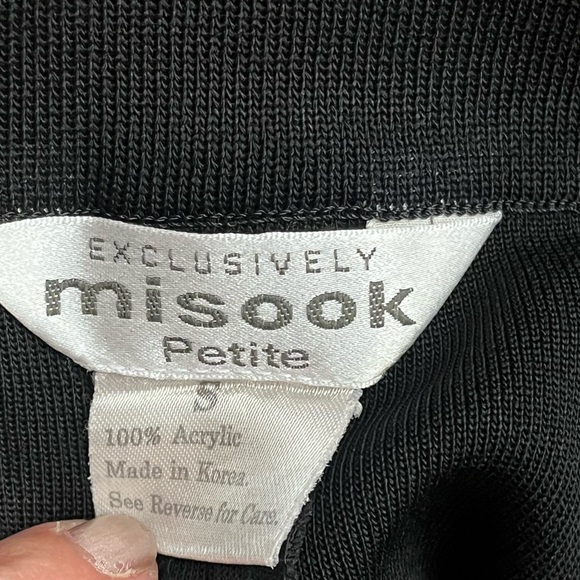 EXCLUSIVELY
misook
Petite
S
100% Acrylic
Made in Korea.
See Reverse for Care.